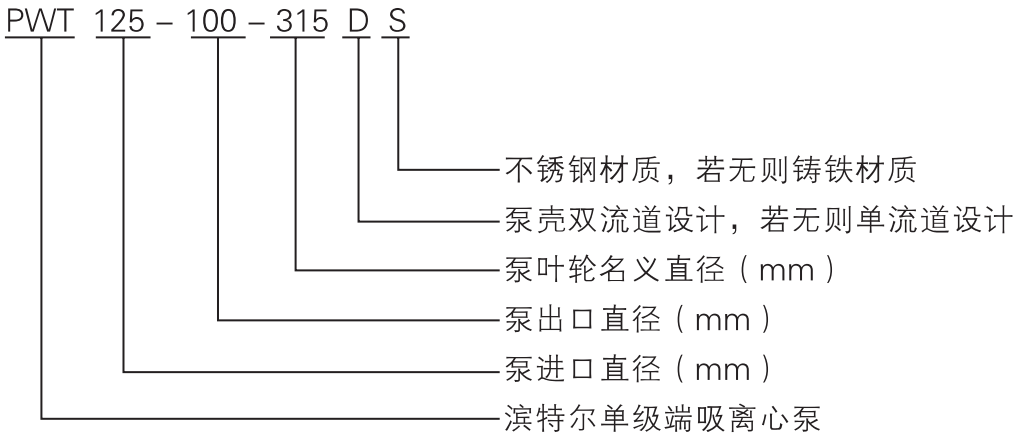 PWT 125-100-315 D S
不锈钢材质，若无则铸铁材质
泵壳双流道设计，若无则单流道设计
泵叶轮名义直径（mm）
泵出口直径（mm）
泵进口直径（mm）
滨特尔单级端吸离心泵